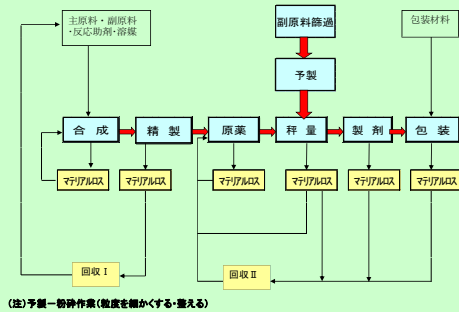 主原料・副原料
・反応助剤・溶媒
副原料篩過
包装材料
予製
合成
精製
原薬
秤量
製剤
包装
マテリアルロス
マテリアルロス
マテリアルロス
マテリアルロス
マテリアルロス
マテリアルロス
回収Ⅰ
回収Ⅱ
(注)予製ー粉砕作業(粒度を細かくする・整える)